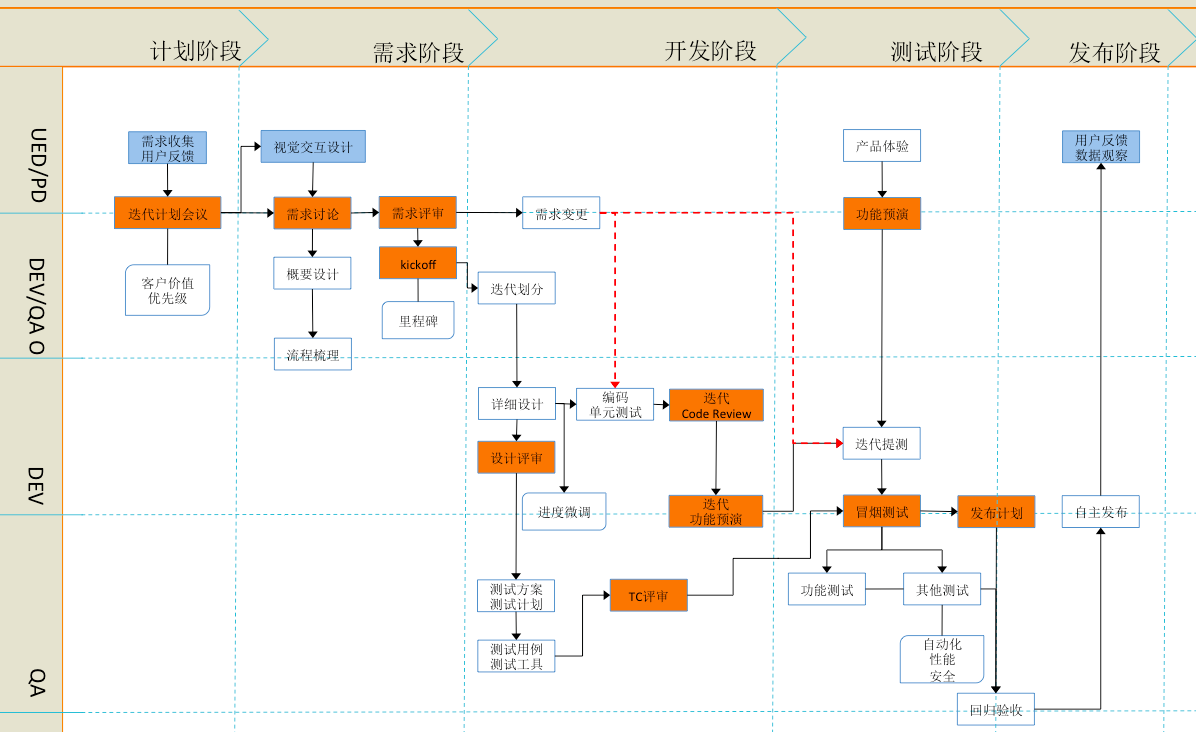 计划阶段
需求阶段
开发阶段
测试阶段
发布阶段
UED/PD
DEV/QA O
DEV
QA
需求收集
用户反馈
迭代计划会议
客户价值
优先级
视觉交互设计
需求讨论
概要设计
流程梳理
需求评审
kickoff
里程碑
需求变更
迭代划分
详细设计
设计评审
进度微调
测试方案
测试计划
测试用例
测试工具
编码
单元测试
迭代
Code Review
迭代
功能预演
TC评审
产品体验
功能预演
迭代提测
冒烟测试
发布计划
功能测试
其他测试
自动化
性能
安全
回归验收
用户反馈
数据观察
自主发布